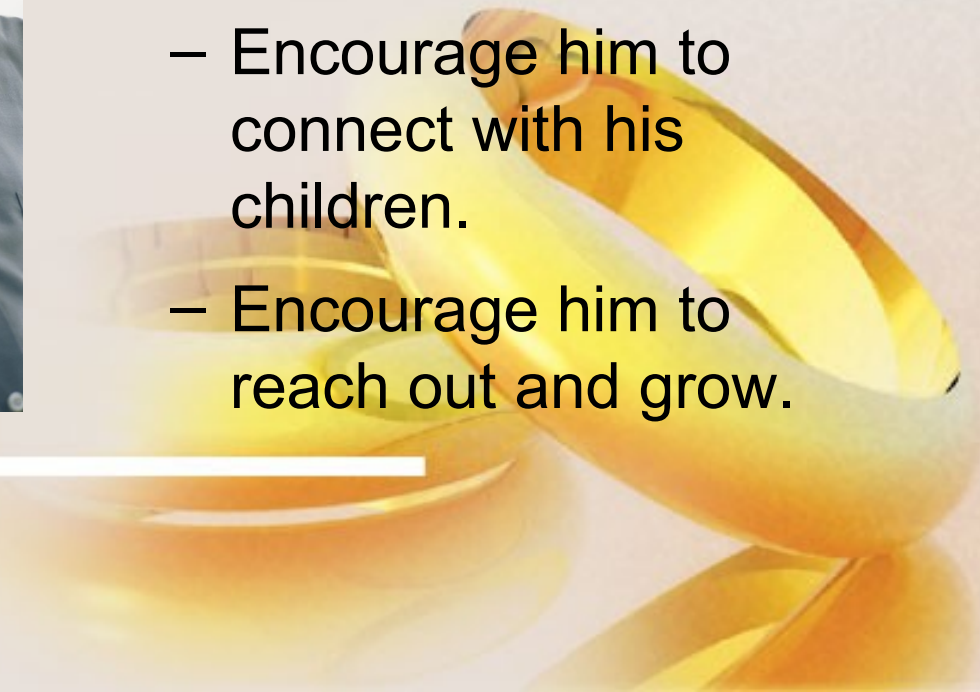 – Encourage him to
connect with his
children.
– Encourage him to
reach out and grow.